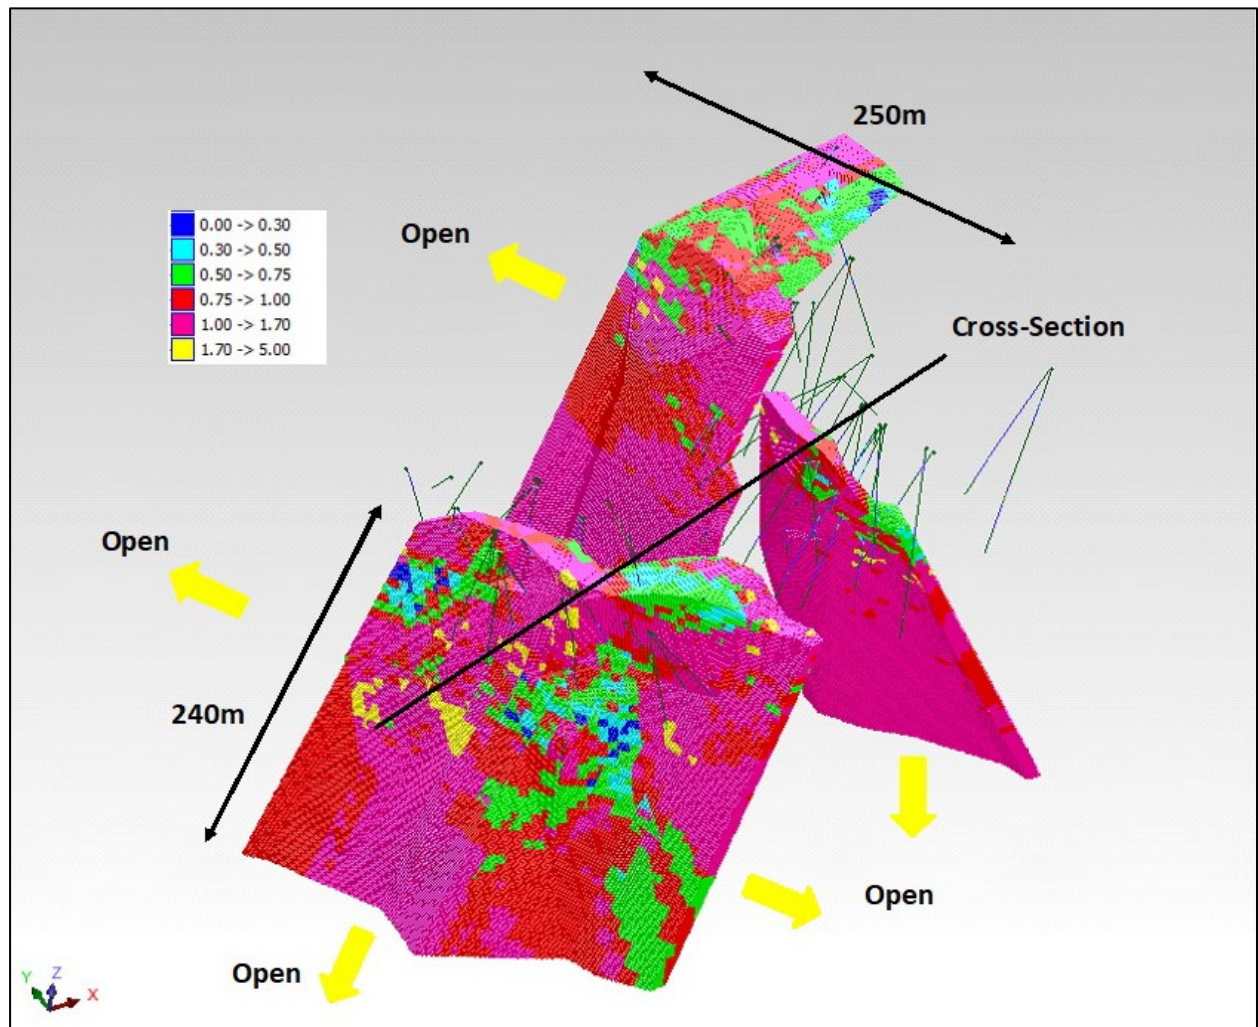 250m
0.00 -> 0.30
0.30 -> 0.50
0.50 -> 0.75
0.75 -> 1.00
1.00 -> 1.70
1.70 -> 5.00
Open
Cross-Section
Open
240m
Open
Open
Y Z X